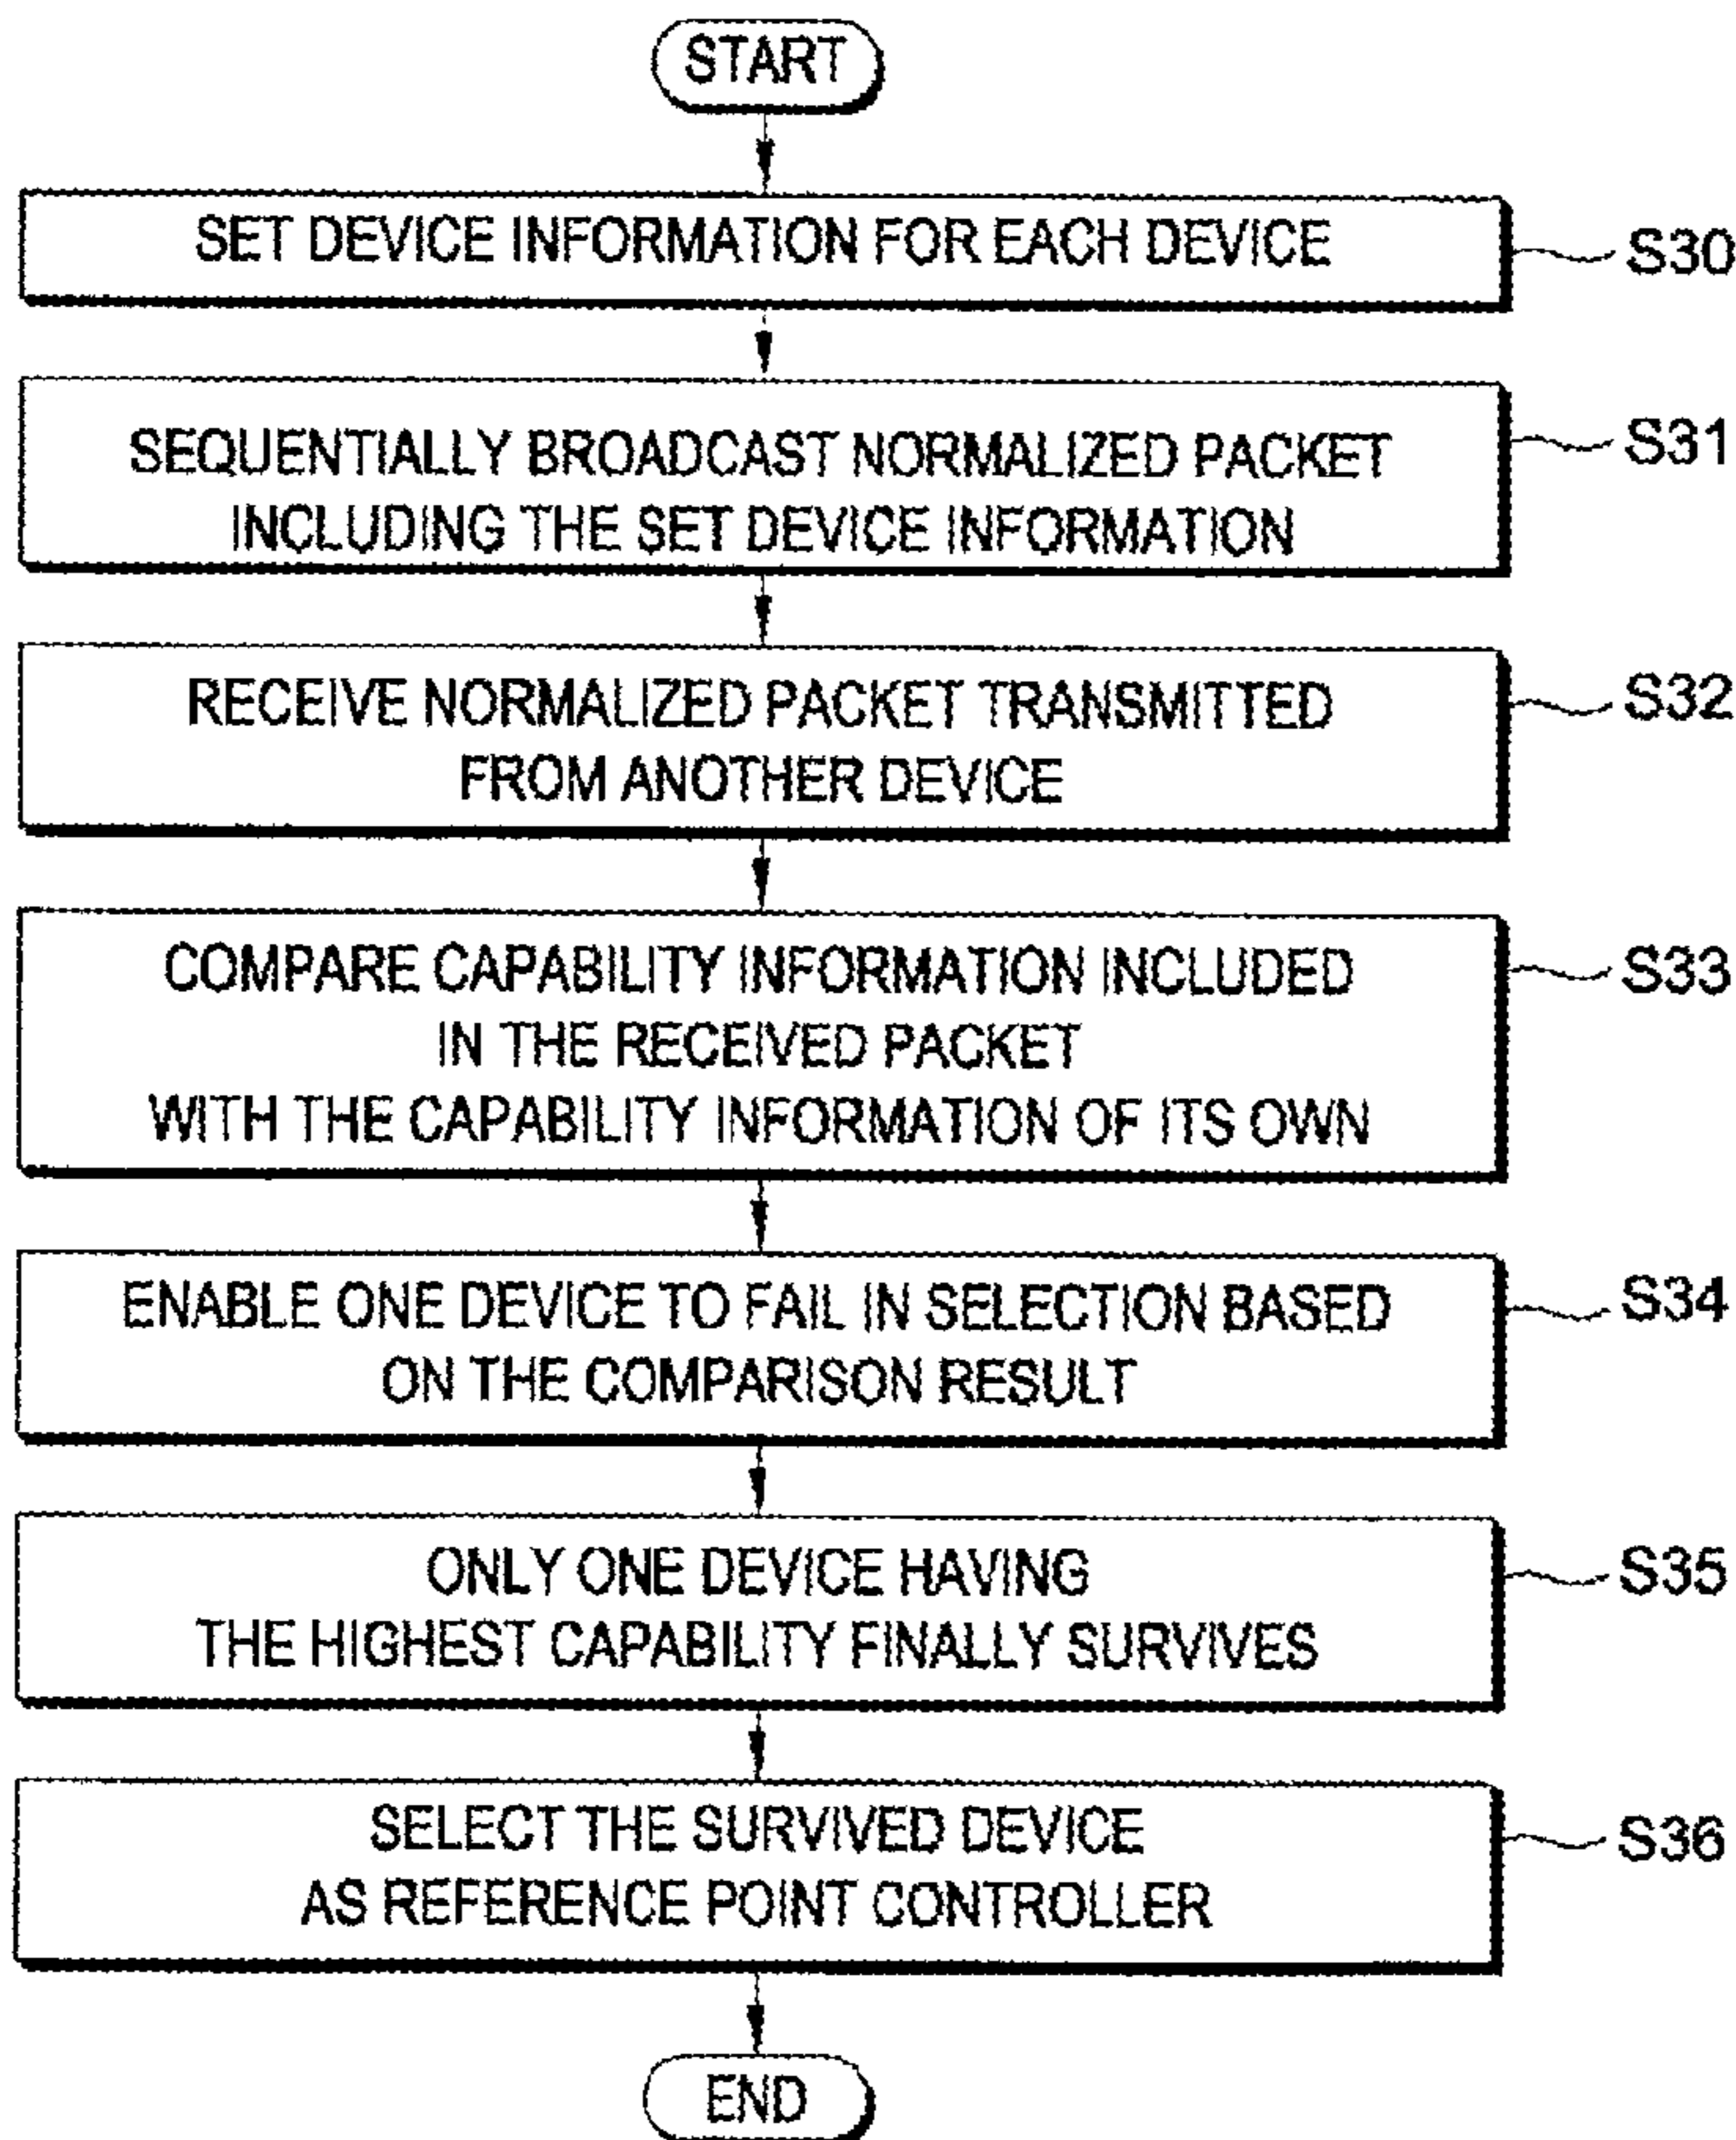 START
SET DEVICE INFORMATION FOR EACH DEVICE
S30
SEQUENTIALLY BROADCAST NORMALIZED PACKET
INCLUDING THE SET DEVICE INFORMATION
S31
RECEIVE NORMALIZED PACKET TRANSMITTED
FROM ANOTHER DEVICE
S32
COMPARE CAPABILITY INFORMATION INCLUDED
IN THE RECEIVED PACKET
WITH THE CAPABILITY INFORMATION OF ITS OWN
S33
ENABLE ONE DEVICE TO FAIL IN SELECTION BASED
ON THE COMPARISON RESULT
S34
ONLY ONE DEVICE HAVING
THE HIGHEST CAPABILITY FINALLY SURVIVES
S35
SELECT THE SURVIVED DEVICE
AS REFERENCE POINT CONTROLLER
S36
END